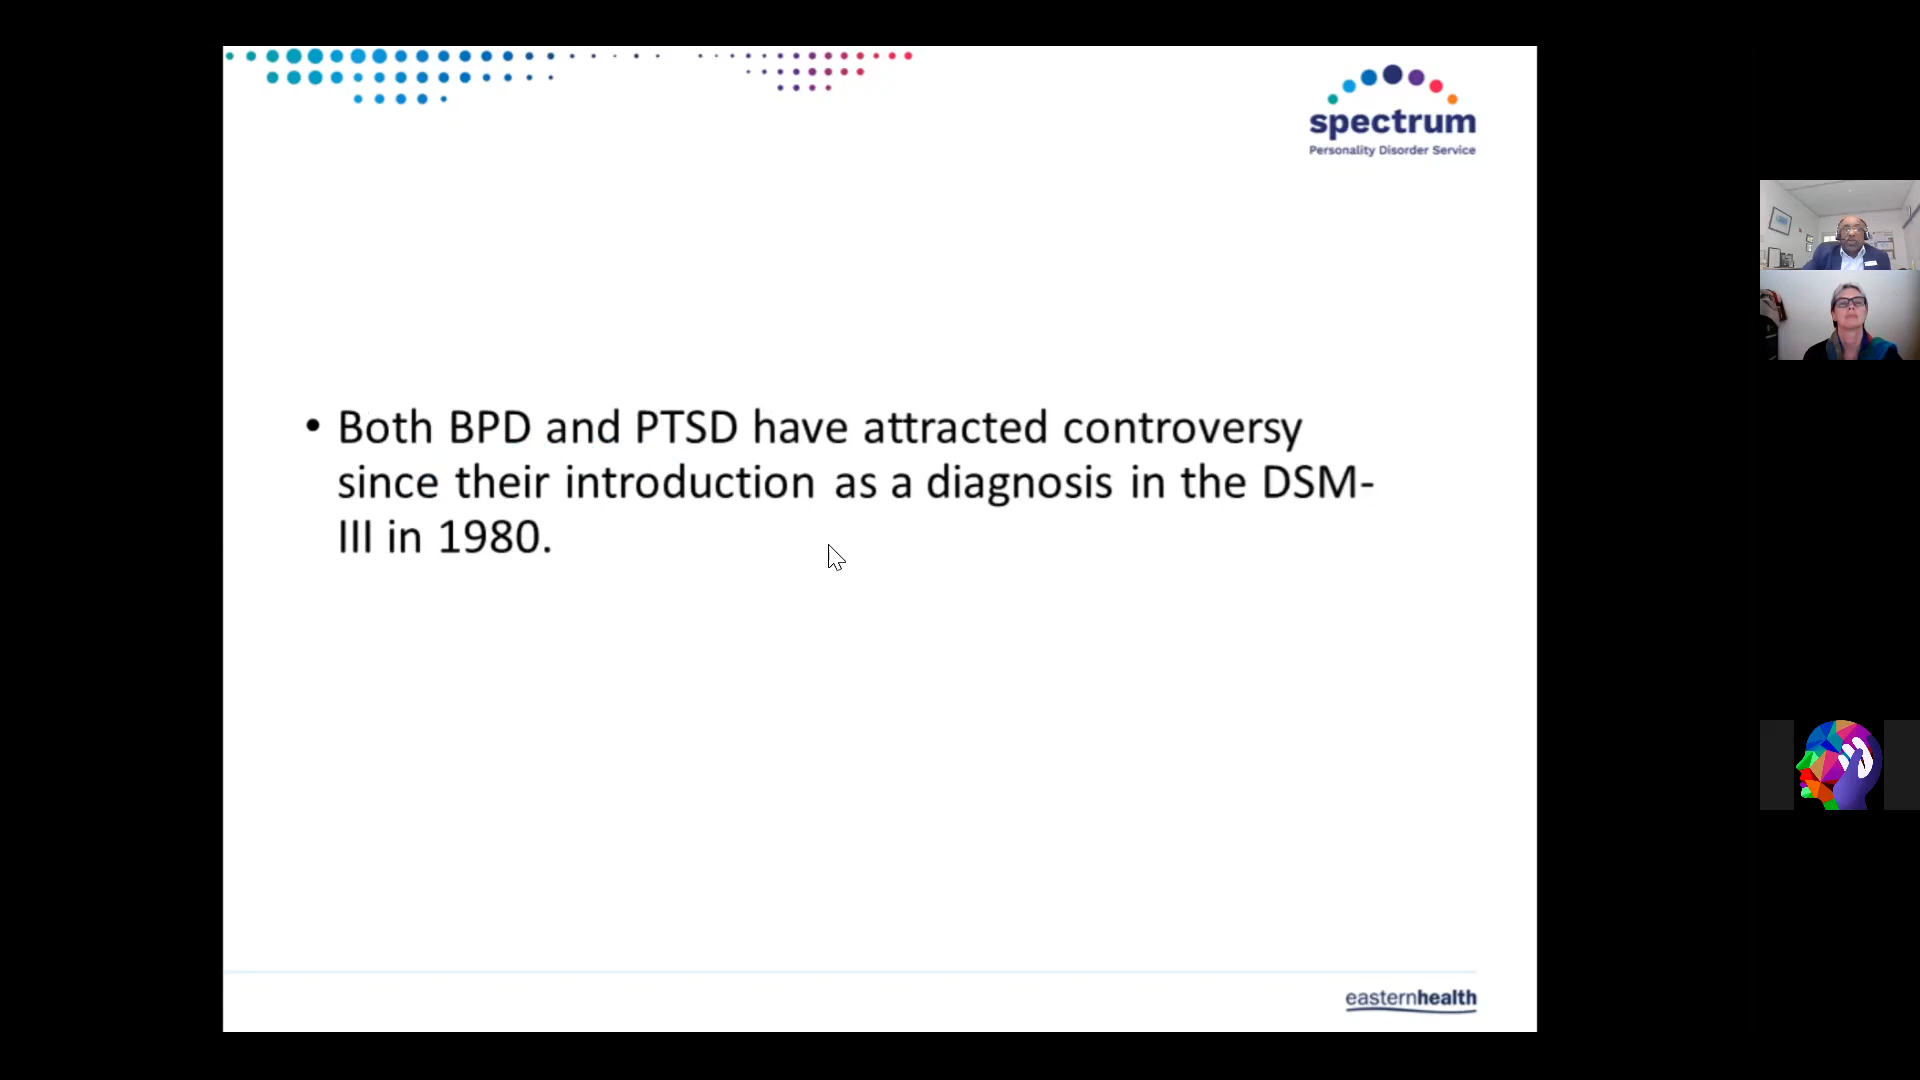 spectrum
Personality Disorder Service
• Both BPD and PTSD have attracted controversy
since their introduction as a diagnosis in the DSM-
III in 1980.
easternhealth